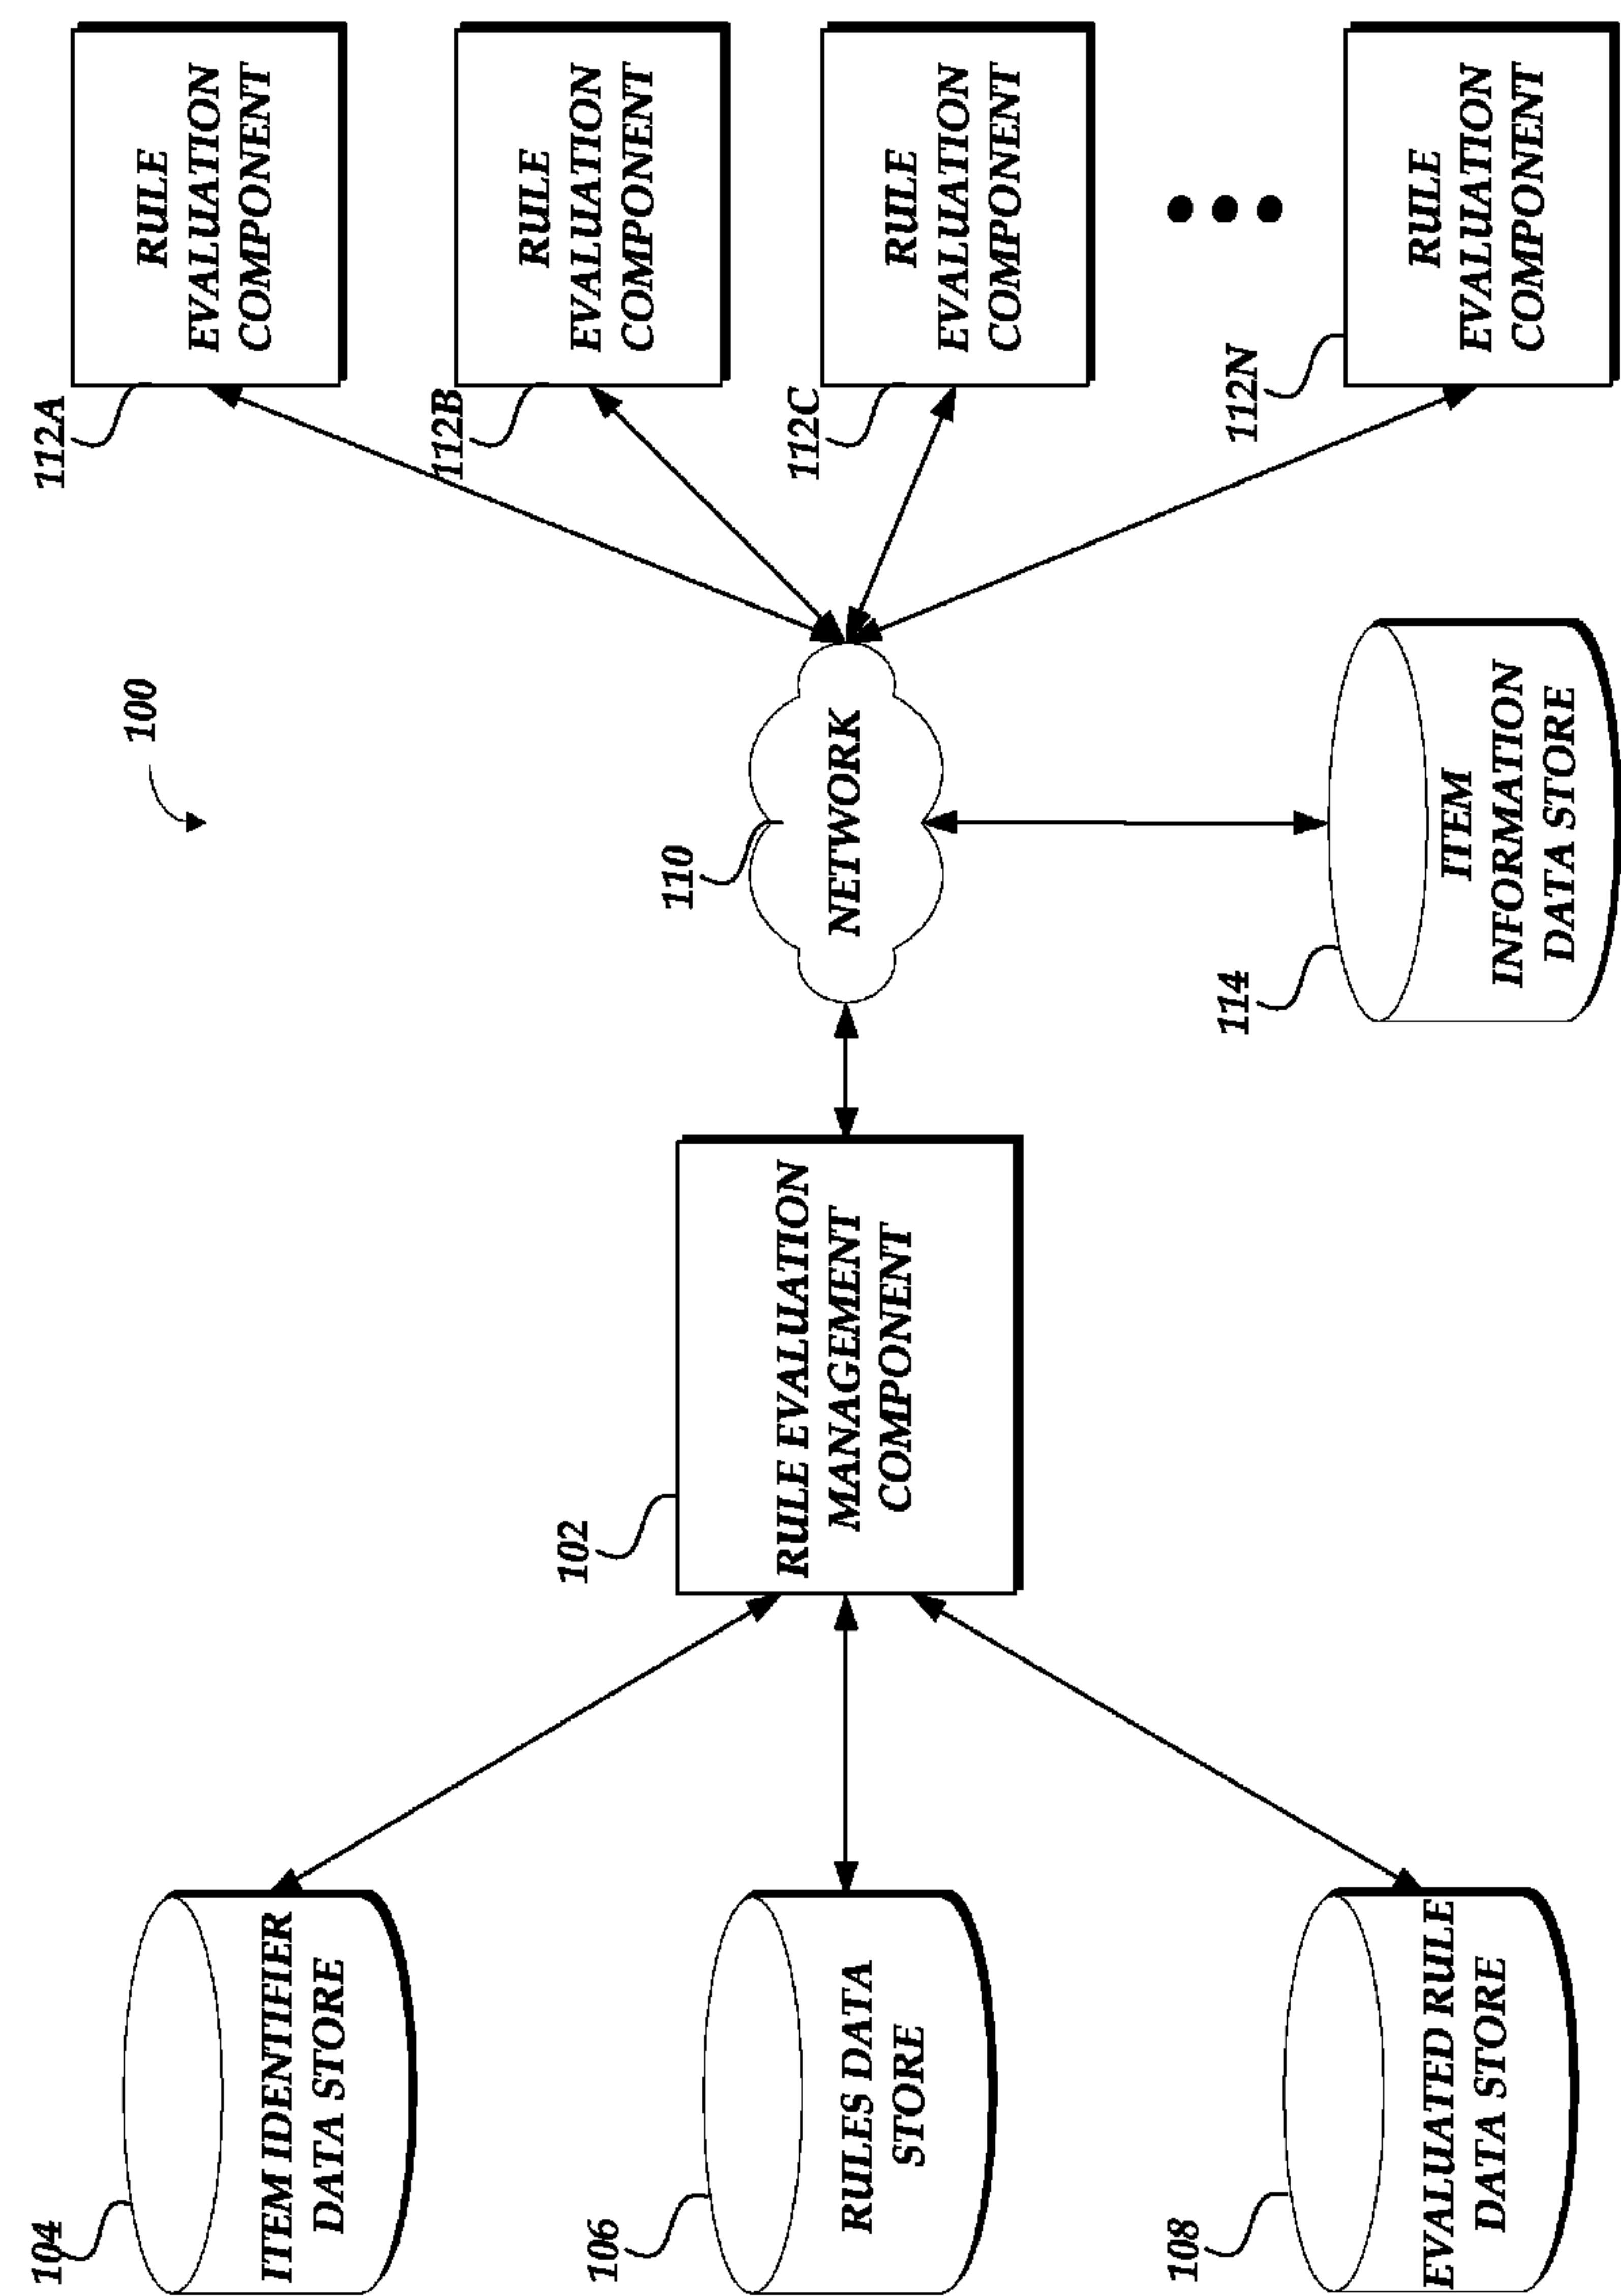 100
104
ITEM IDENTIFIER
DATA STORE
106
RULES DATA
STORE
108
EVALUATED RULE
DATA STORE
102
RULE EVALUATION
MANAGEMENT
COMPONENT
110
NETWORK
114
ITEM
INFORMATION
DATA STORE
112A
RULE
EVALUATION
COMPONENT
112B
RULE
EVALUATION
COMPONENT
112C
RULE
EVALUATION
COMPONENT
112N
RULE
EVALUATION
COMPONENT